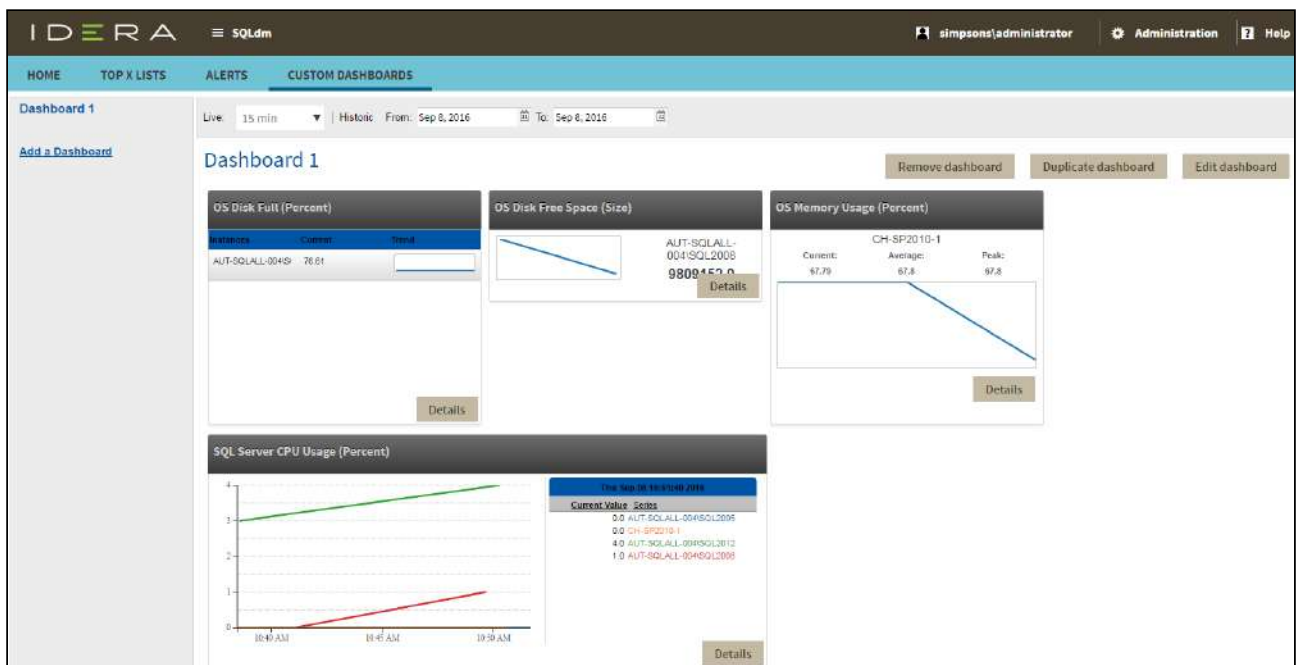 IDERA
SQLdm
simpsons\administrator
Administration
? Help
HOME TOP X LISTS ALERTS CUSTOM DASHBOARDS
Dashboard 1
Add a Dashboard
Live: 15 min Historic From: Sep 8, 2016 To: Sep 8, 2016
Dashboard 1
Remove dashboard
Duplicate dashboard
Edit dashboard
OS Disk Full (Percent)
Instances Current Trend
AUT-SQLALL-004\S 78.61
Details
OS Disk Free Space (Size)
AUT-SQLALL-
004\SQL2008
Details
OS Memory Usage (Percent)
CH-SP2010-1
Current: Average: Peak:
67.79 67.8 67.8
Details
SQL Server CPU Usage (Percent)
4
3
2
1
0
10:40 AM 10:45 AM 10:50 AM
Current Value Series
0.0 AUT-SQLALL-004\SQL2005
0.0 CH-SP2010-1
4.0 AUT-SQLALL-004\SQL2012
1.0 AUT-SQLALL-004\SQL2008
Details